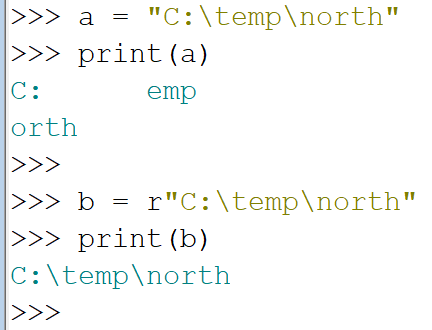 >>> a = "C:\temp\north"
>>> print(a)
C:      emp
orth
>>>
>>> b = r"C:\temp\north"
>>> print(b)
C:\temp\north
>>>